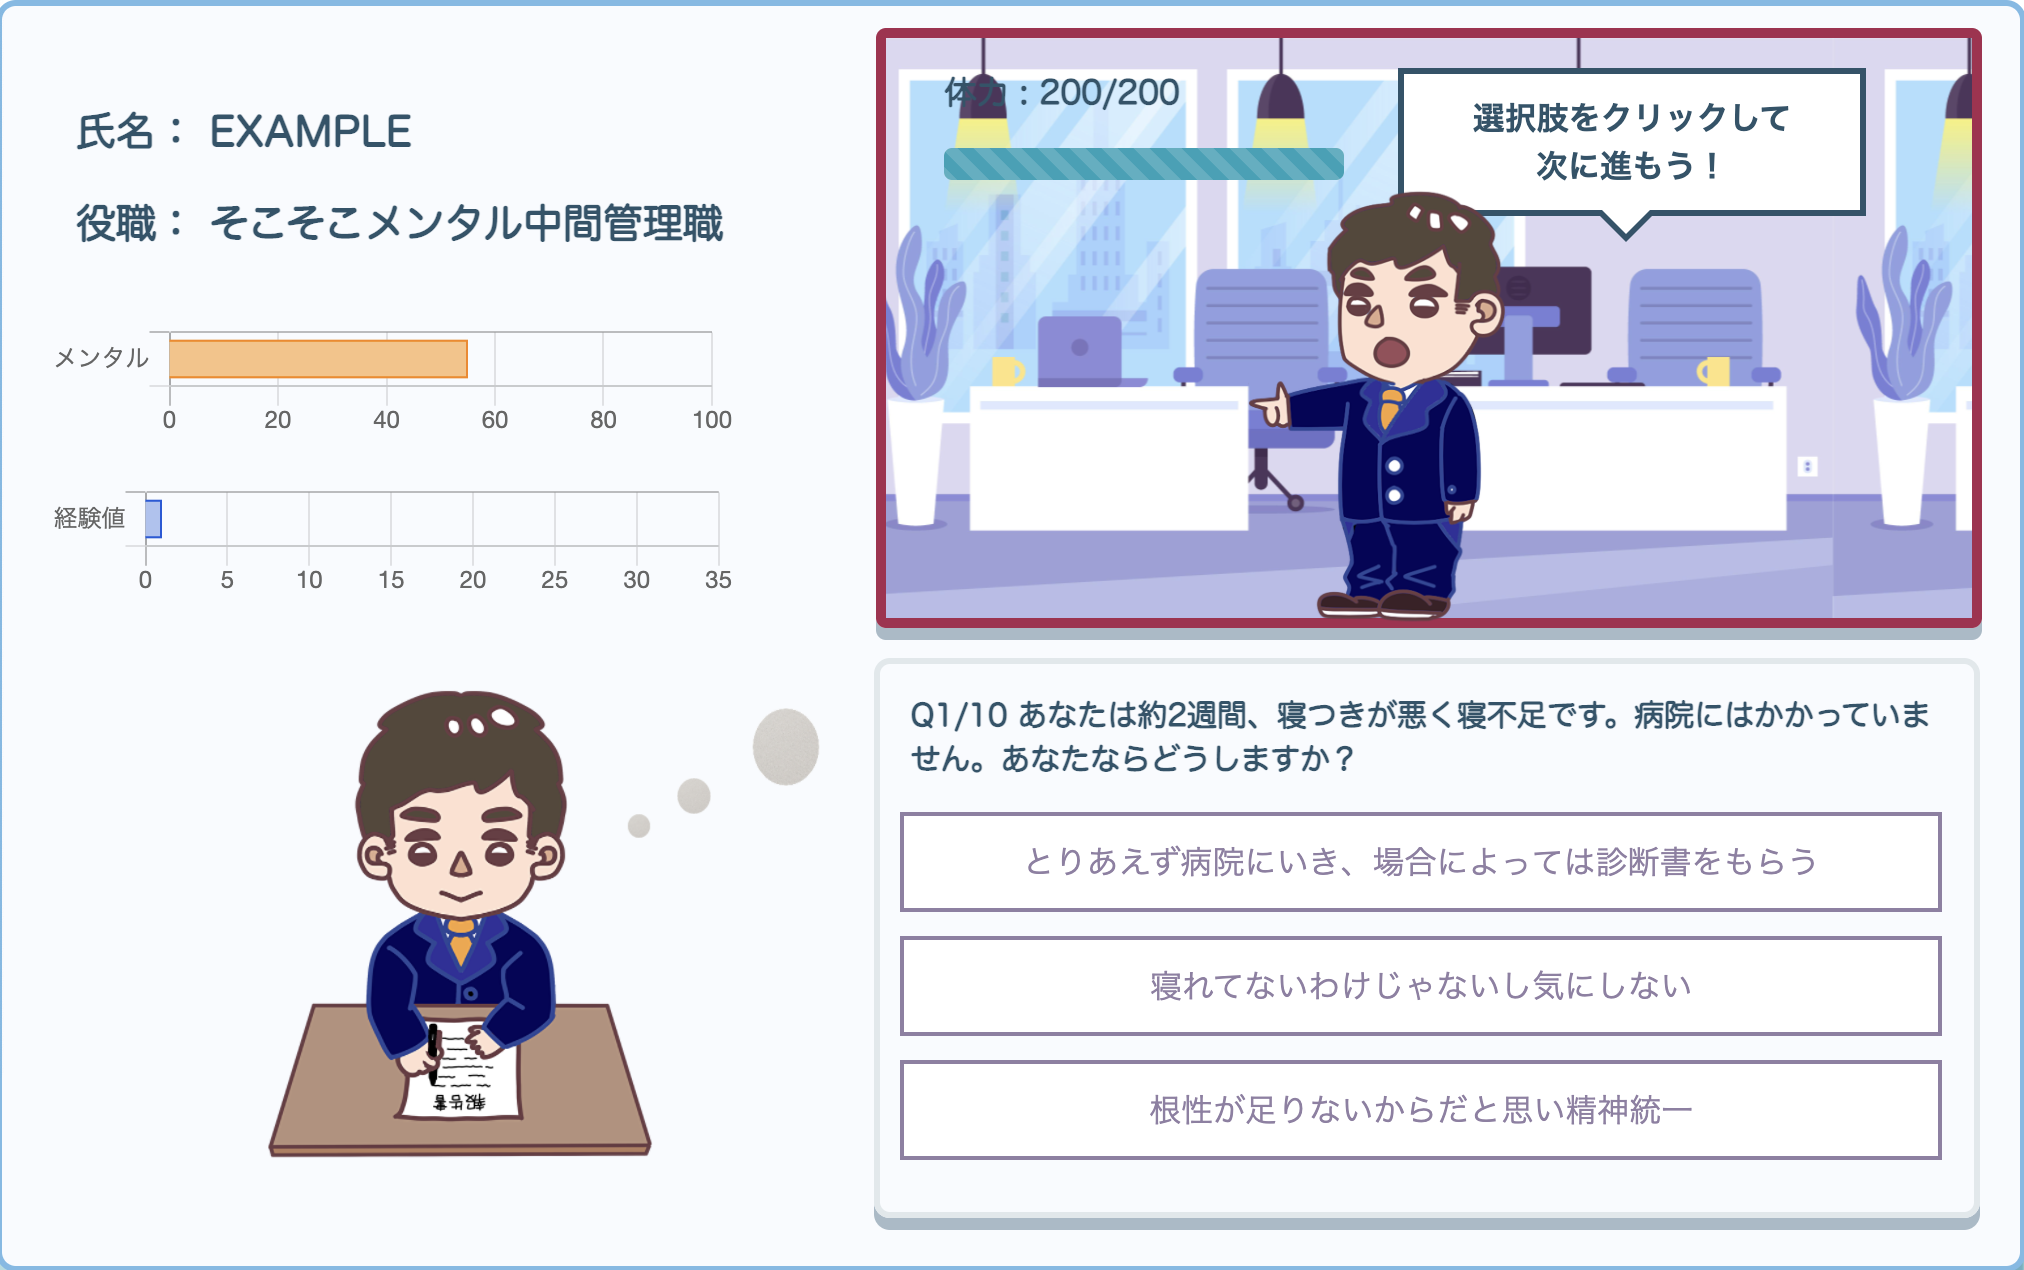 氏名： EXAMPLE
役職： そこそこメンタル中間管理職
メンタル
0 20 40 60 80 100
経験値
0 5 10 15 20 25 30 35
報告書
体力：200/200
選択肢をクリックして
次に進もう！
Q1/10 あなたは約2週間、寝つきが悪く寝不足です。病院にはかかっていま
せん。あなたならどうしますか？
とりあえず病院にいき、場合によっては診断書をもらう
寝れてないわけじゃないし気にしない
根性が足りないからだと思い精神統一